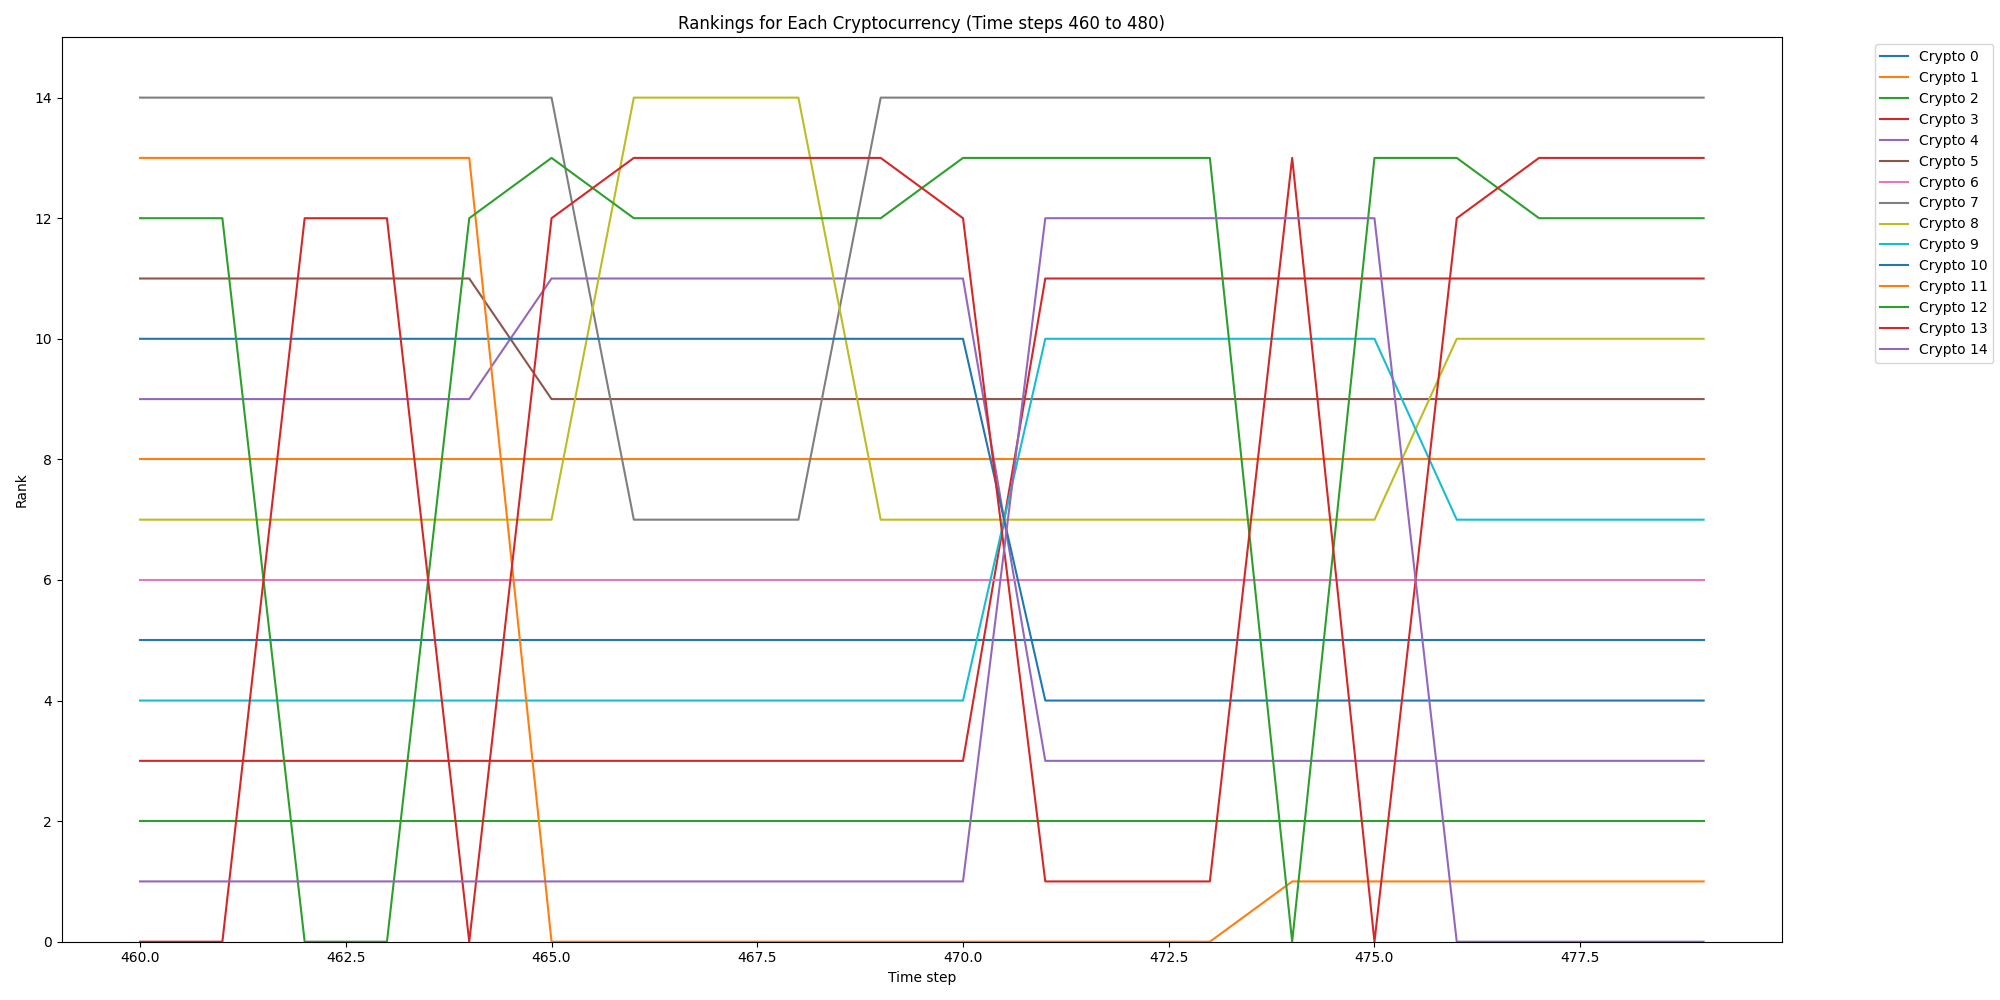 Rankings for Each Cryptocurrency (Time steps 460 to 480)
Rank
14
12
10
8
6
4
2
0
460.0
462.5
465.0
467.5
470.0
472.5
475.0
477.5
Time step
Crypto 0
Crypto 1
Crypto 2
Crypto 3
Crypto 4
Crypto 5
Crypto 6
Crypto 7
Crypto 8
Crypto 9
Crypto 10
Crypto 11
Crypto 12
Crypto 13
Crypto 14